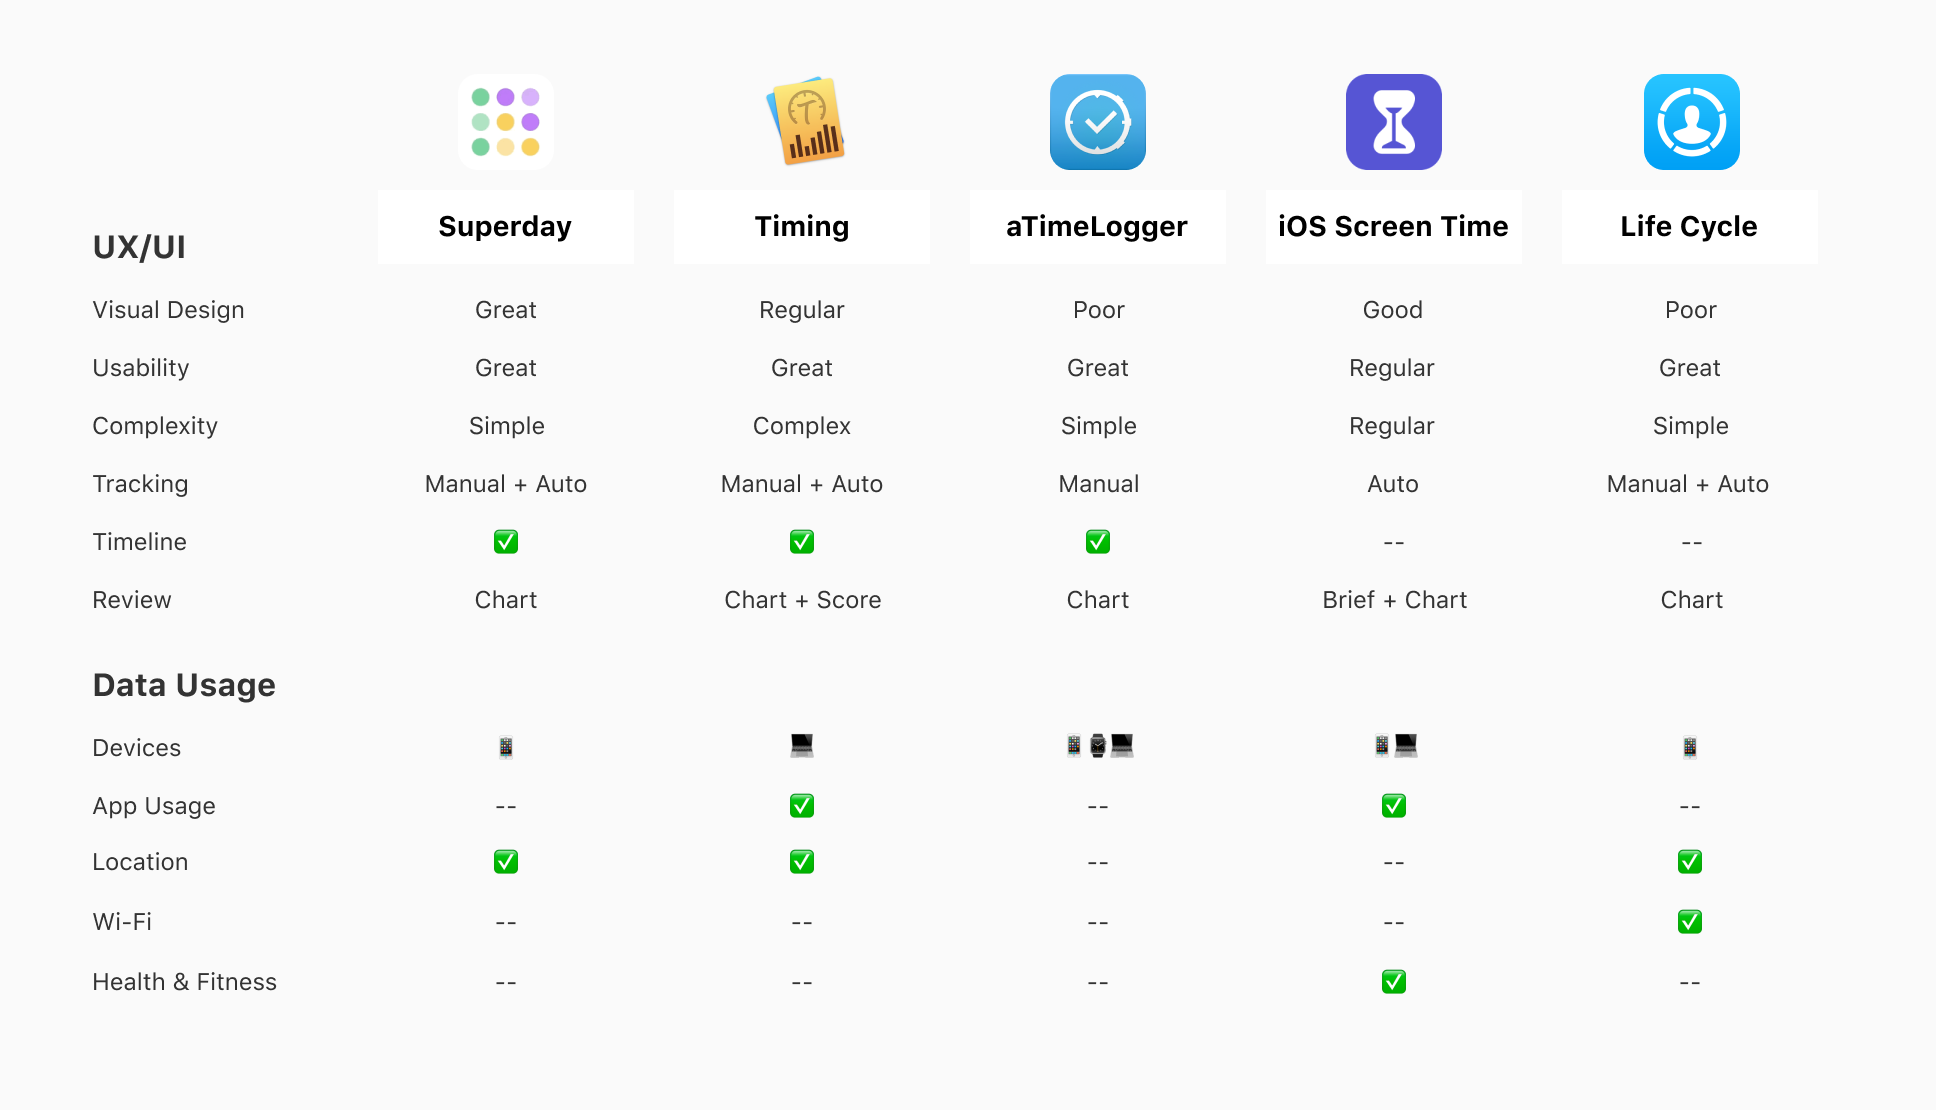 Superday Timing aTimeLogger iOS Screen Time Life Cycle
UX/UI
Visual Design Great Regular Poor Good Poor
Usability Great Great Great Regular Great
Complexity Simple Complex Simple Regular Simple
Tracking Manual + Auto Manual + Auto Manual Auto Manual + Auto
Timeline ✅ ✅ ✅ -- --
Review Chart Chart + Score Chart Brief + Chart Chart
Data Usage
Devices 📱 💻 📱⌚💻 📱💻 📱
App Usage -- ✅ -- ✅ --
Location ✅ ✅ -- -- ✅
Wi-Fi -- -- -- -- ✅
Health & Fitness -- -- -- ✅ --